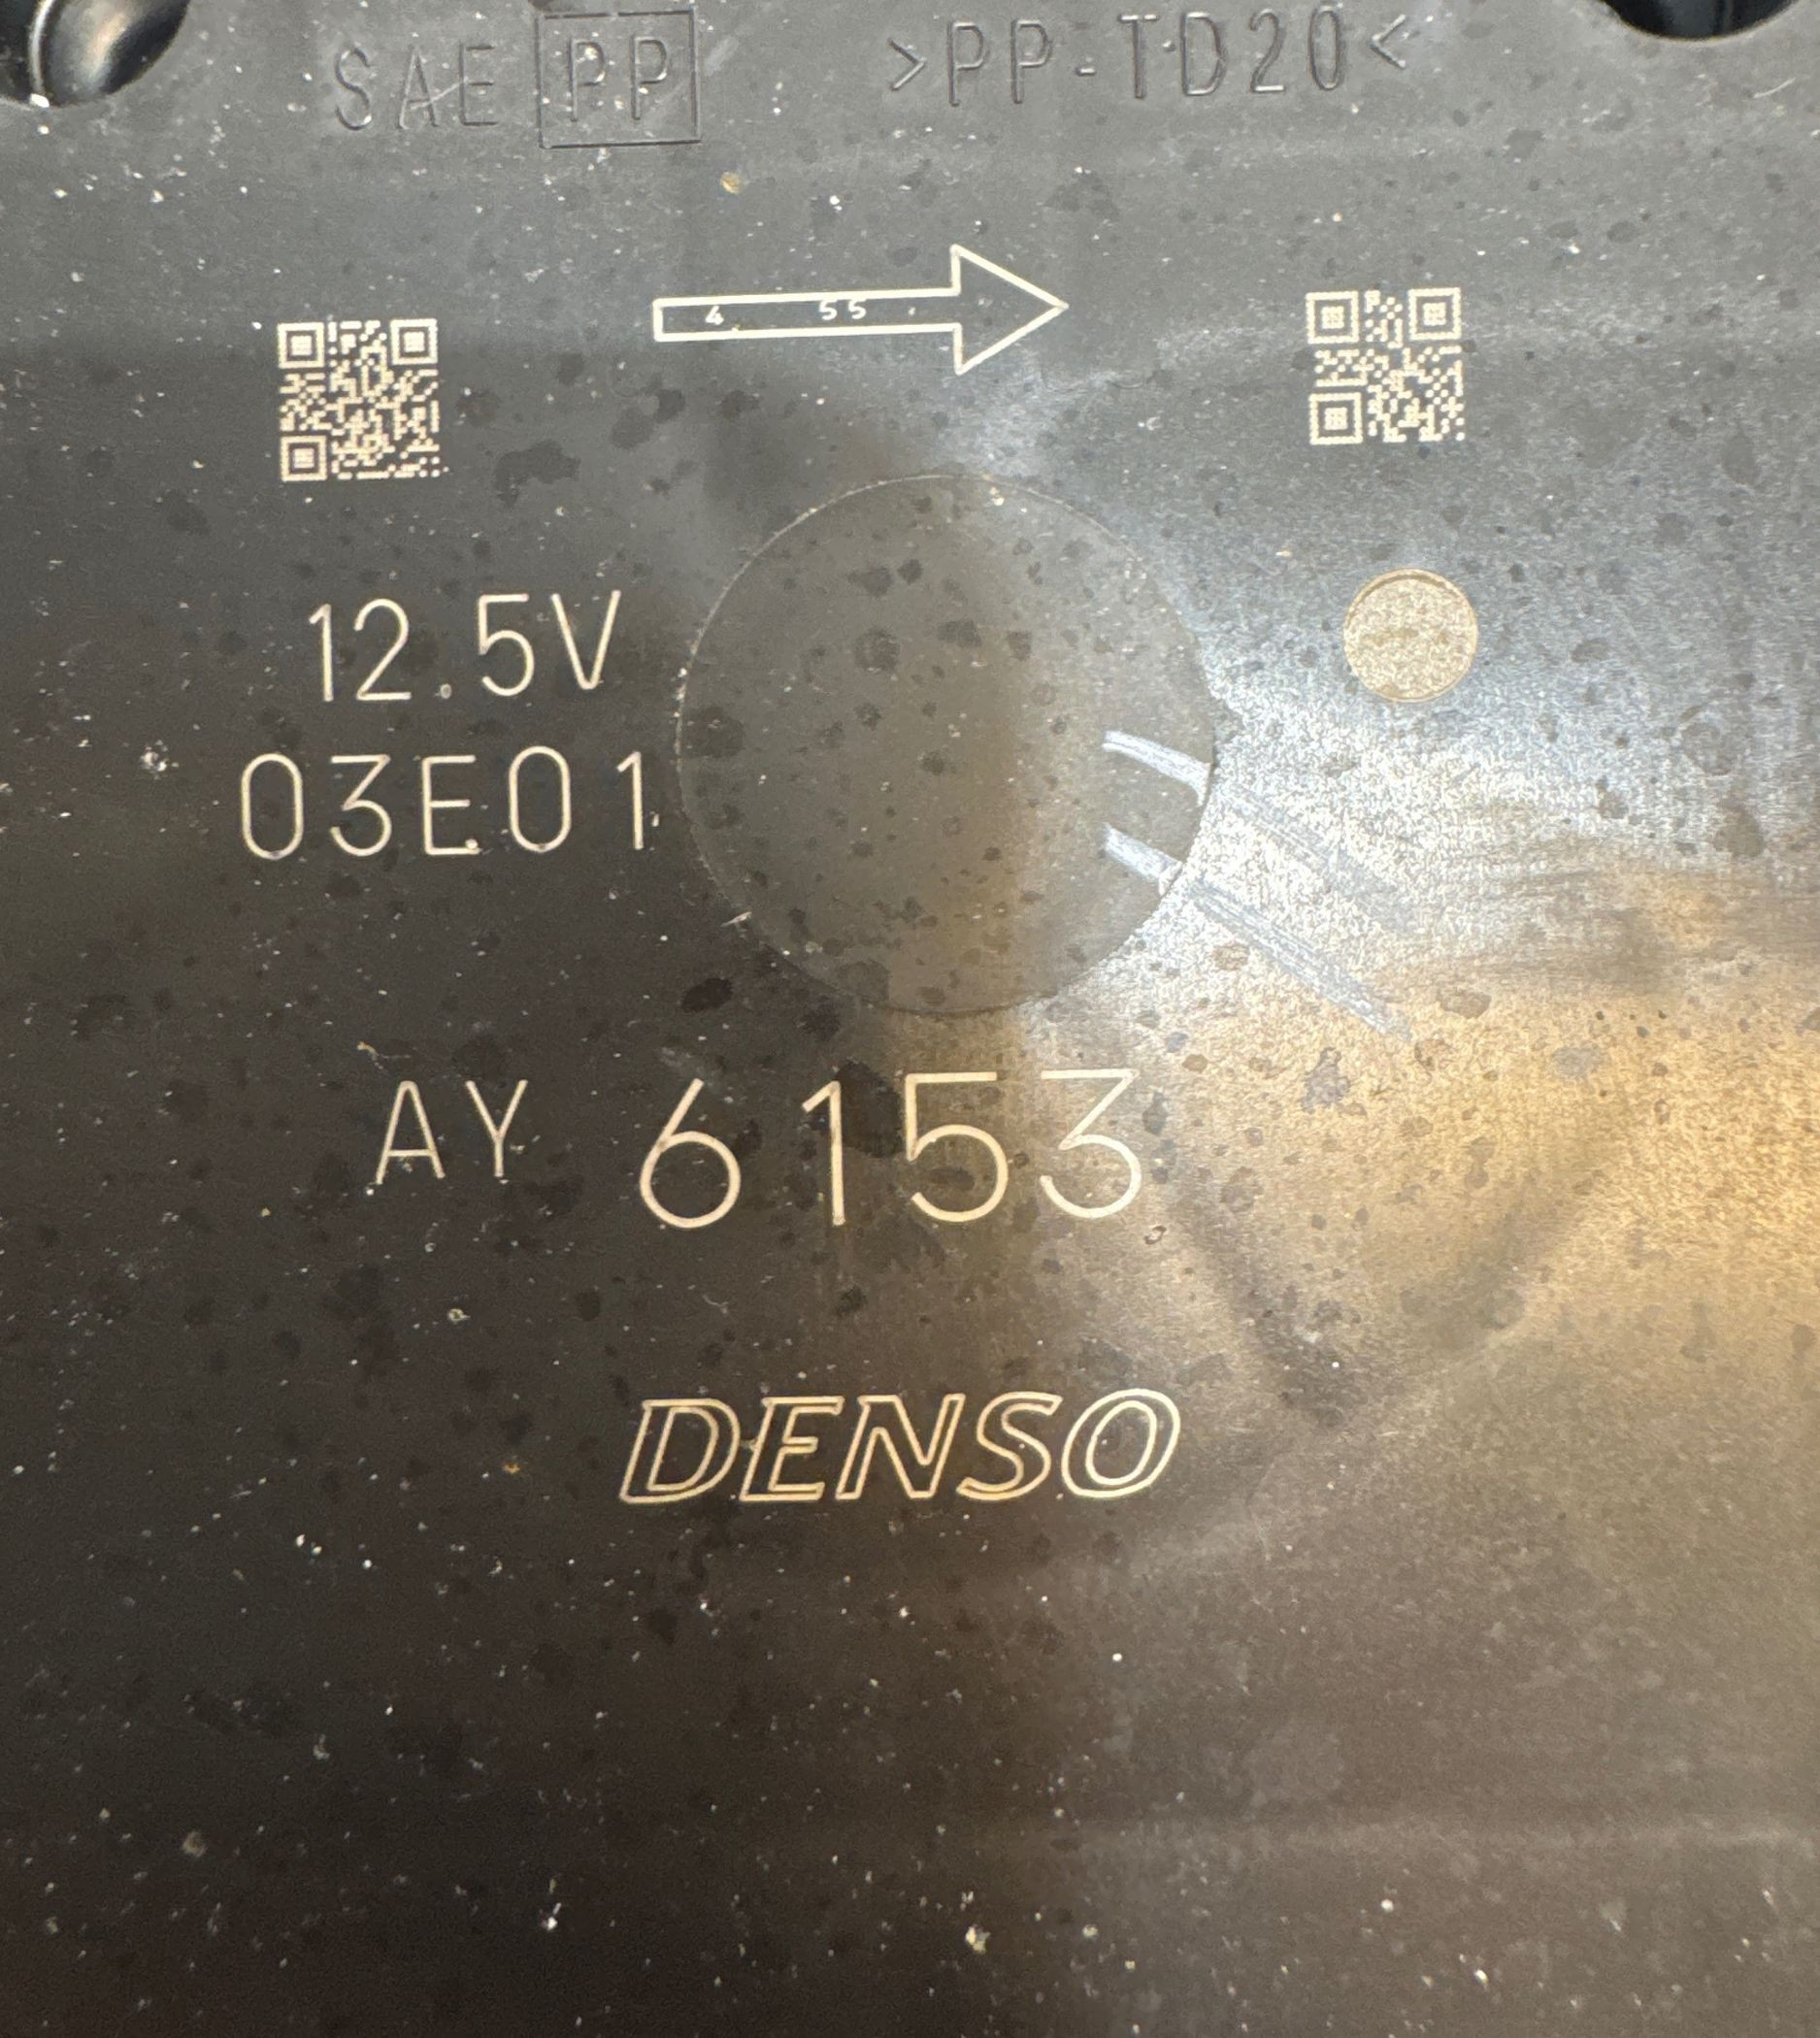 SAE PP >PP-TD20<
4 55
12.5V
03E01
AY 6153
DENSO